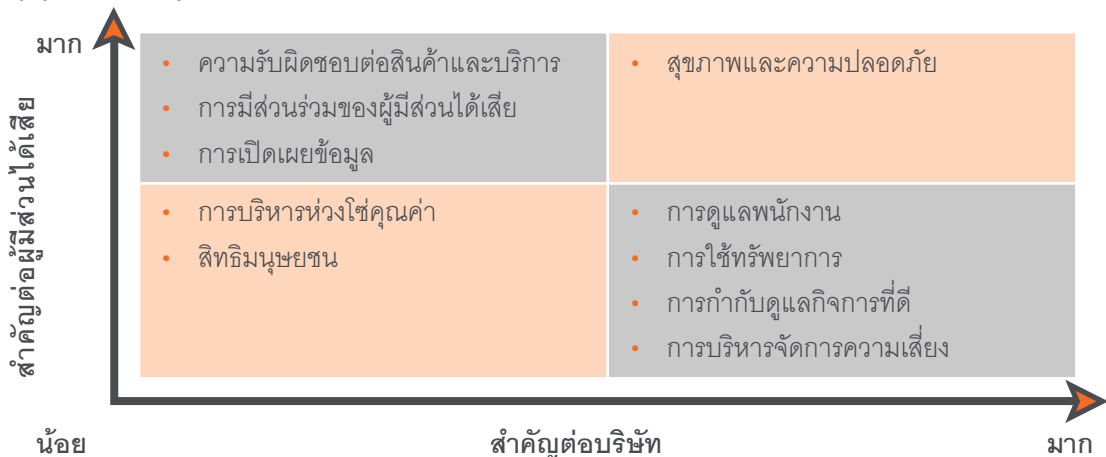 มาก
สำคัญต่อผู้มีส่วนได้เสีย
• ความรับผิดชอบต่อสินค้าและบริการ
• การมีส่วนร่วมของผู้มีส่วนได้เสีย
• การเปิดเผยข้อมูล
• สุขภาพและความปลอดภัย
• การบริหารห่วงโซ่คุณค่า
• สิทธิมนุษยชน
• การดูแลพนักงาน
• การใช้ทรัพยาการ
• การกำกับดูแลกิจการที่ดี
• การบริหารจัดการความเสี่ยง
น้อย
สำคัญต่อบริษัท
มาก